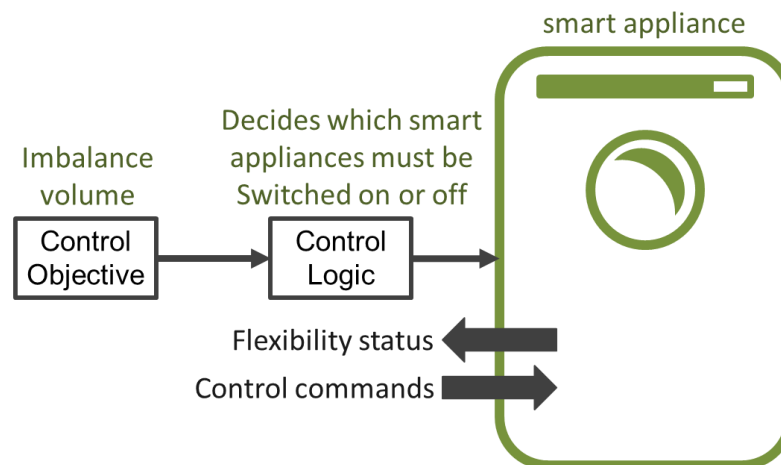 smart appliance
Decides which smart
appliances must be
Switched on or off
Imbalance
volume
Control
Objective
Control
Logic
Flexibility status
Control commands